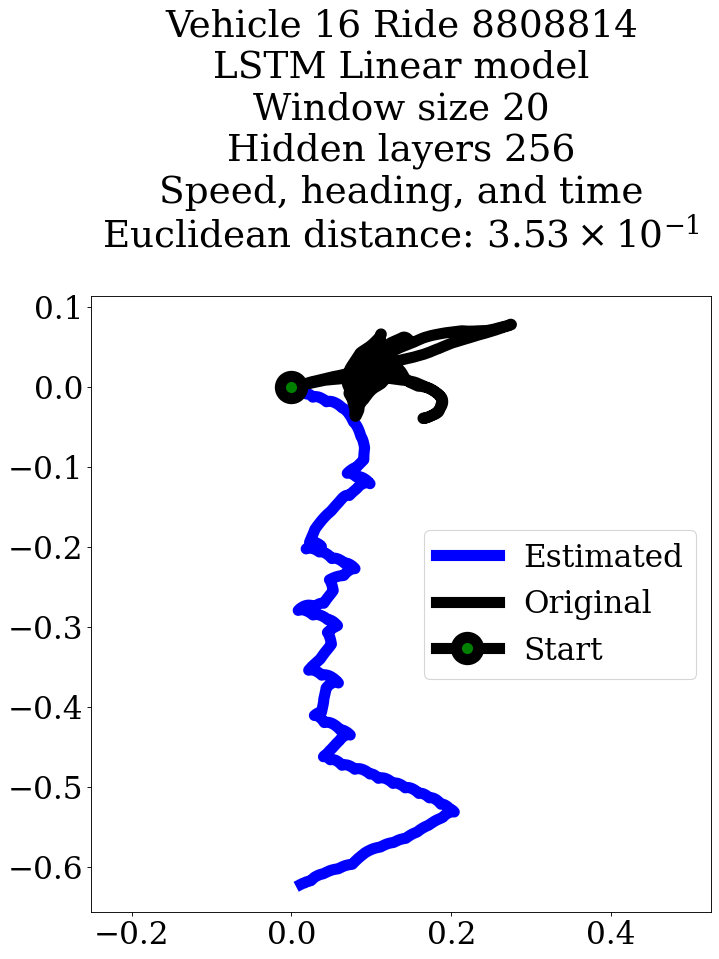 Vehicle 16 Ride 8808814
LSTM Linear model
Window size 20
Hidden layers 256
Speed, heading, and time
Euclidean distance: 3.53 × 10⁻¹
0.1
0.0
−0.1
−0.2
−0.3
−0.4
−0.5
−0.6
Estimated
Original
Start
−0.2 0.0 0.2 0.4